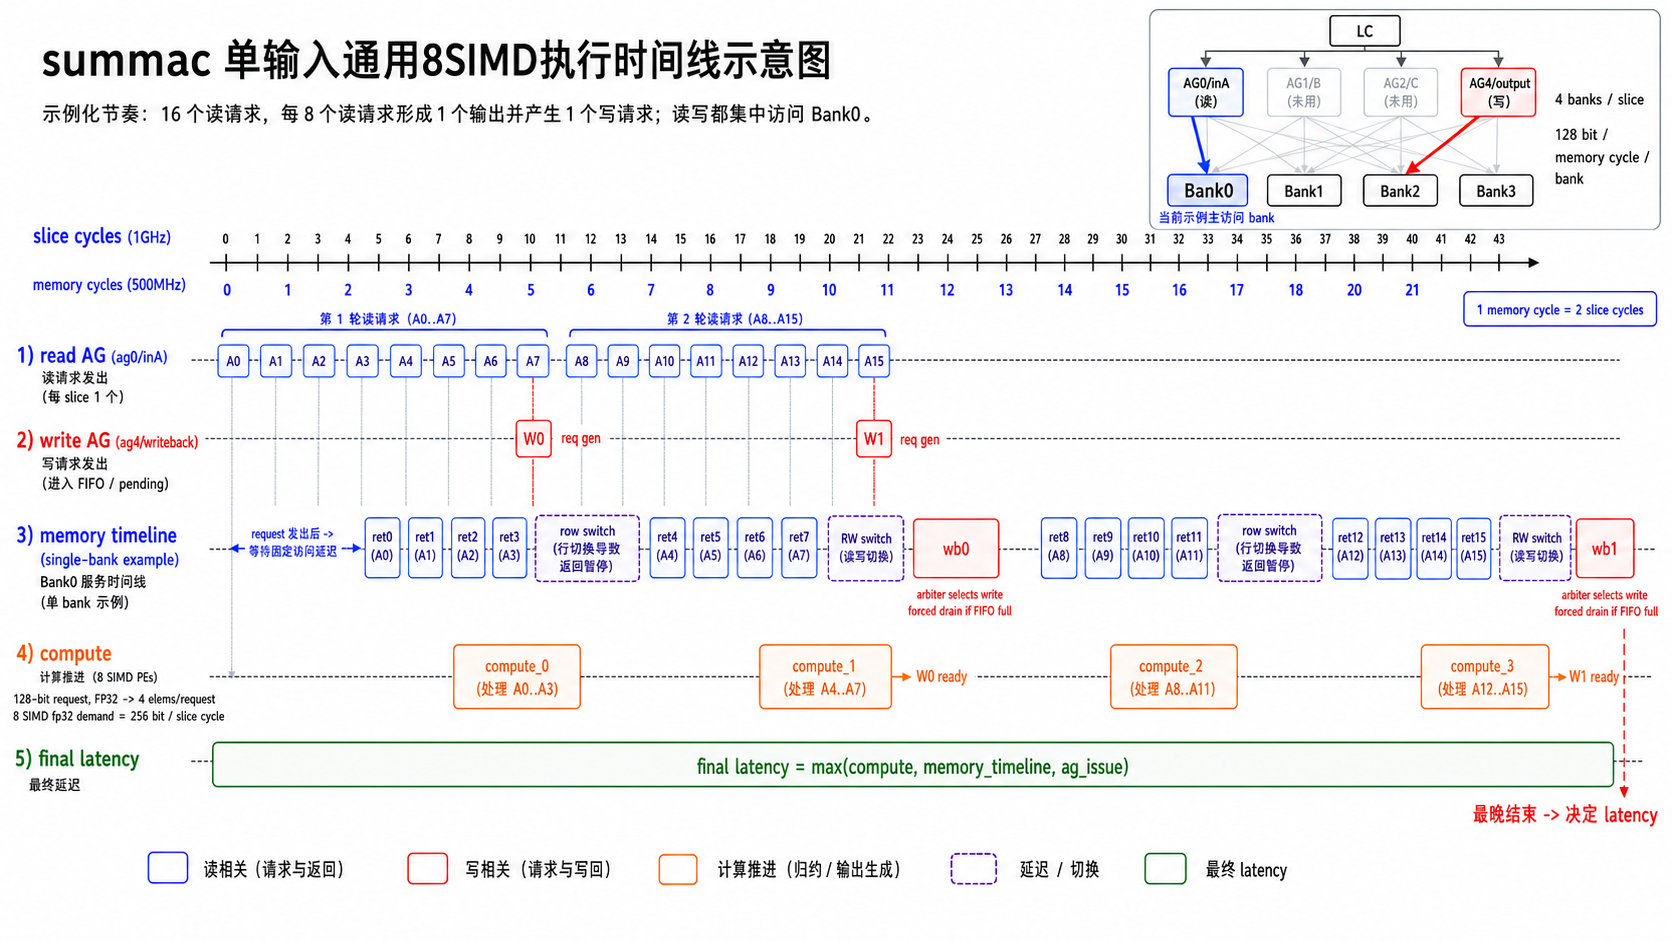 summac 单输入通用8SIMD执行时间线示意图
示例化节奏：16 个读请求，每 8 个读请求形成 1 个输出并产生 1 个写请求；读写都集中访问 Bank0。
LC
AG0/inA
(读)
AG1/B
(未用)
AG2/C
(未用)
AG4/output
(写)
4 banks / slice
128 bit /
memory cycle /
bank
Bank0
Bank1
Bank2
Bank3
当前示例主访问 bank
slice cycles (1GHz)
0 1 2 3 4 5 6 7 8 9 10 11 12 13 14 15 16 17 18 19 20 21 22 23 24 25 26 27 28 29 30 31 32 33 34 35 36 37 38 39 40 41 42 43
memory cycles (500MHz)
0 1 2 3 4 5 6 7 8 9 10 11 12 13 14 15 16 17 18 20 21
1 memory cycle = 2 slice cycles
第 1 轮读请求 (A0..A7)
第 2 轮读请求 (A8..A15)
1) read AG (ag0/inA)
读请求发出
(每 slice 1 个)
A0 A1 A2 A3 A4 A5 A6 A7 A8 A9 A10 A11 A12 A13 A14 A15
2) write AG (ag4/writeback)
写请求发出
(进入 FIFO / pending)
W0
req gen
W1
req gen
3) memory timeline
(single-bank example)
Bank0 服务时间线
(单 bank 示例)
request 发出后 ->
等待固定访问延迟
ret0
(A0)
ret1
(A1)
ret2
(A2)
ret3
(A3)
row switch
(行切换导数
返回暂停)
ret4
(A4)
ret5
(A5)
ret6
(A6)
ret7
(A7)
RW switch
(读写切换)
wb0
arbiter selects write
forced drain if FIFO full
ret8
(A8)
ret9
(A9)
ret10
(A10)
ret11
(A11)
row switch
(行切换导数
返回暂停)
ret12
(A12)
ret13
(A13)
ret14
(A14)
ret15
(A15)
RW switch
(读写切换)
wb1
arbiter selects write
forced drain if FIFO full
4) compute
计算推进 (8 SIMD PEs)
128-bit request, FP32 -> 4 elems/request
8 SIMD fp32 demand = 256 bit / slice cycle
compute_0
(处理 A0..A3)
compute_1
(处理 A4..A7)
W0 ready
compute_2
(处理 A8..A11)
compute_3
(处理 A12..A15)
W1 ready
5) final latency
最终延迟
final latency = max(compute, memory_timeline, ag_issue)
最晚结束 -> 决定 latency
读相关 (请求与返回)
写相关 (请求与写回)
计算推进 (归约 / 输出生成)
延迟 / 切换
最终 latency